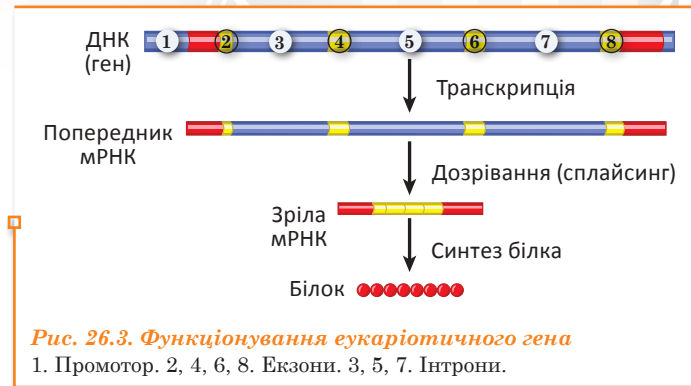 ДНК
(ген)
1 2 3 4 5 6 7 8
Транскрипція
Попередник
мРНК
Дозрівання (сплайсинг)
Зріла
мРНК
Синтез білка
Білок
Рис. 26.3. Функціонування еукаріотичного гена
1. Промотор. 2, 4, 6, 8. Екзони. 3, 5, 7. Інтрони.